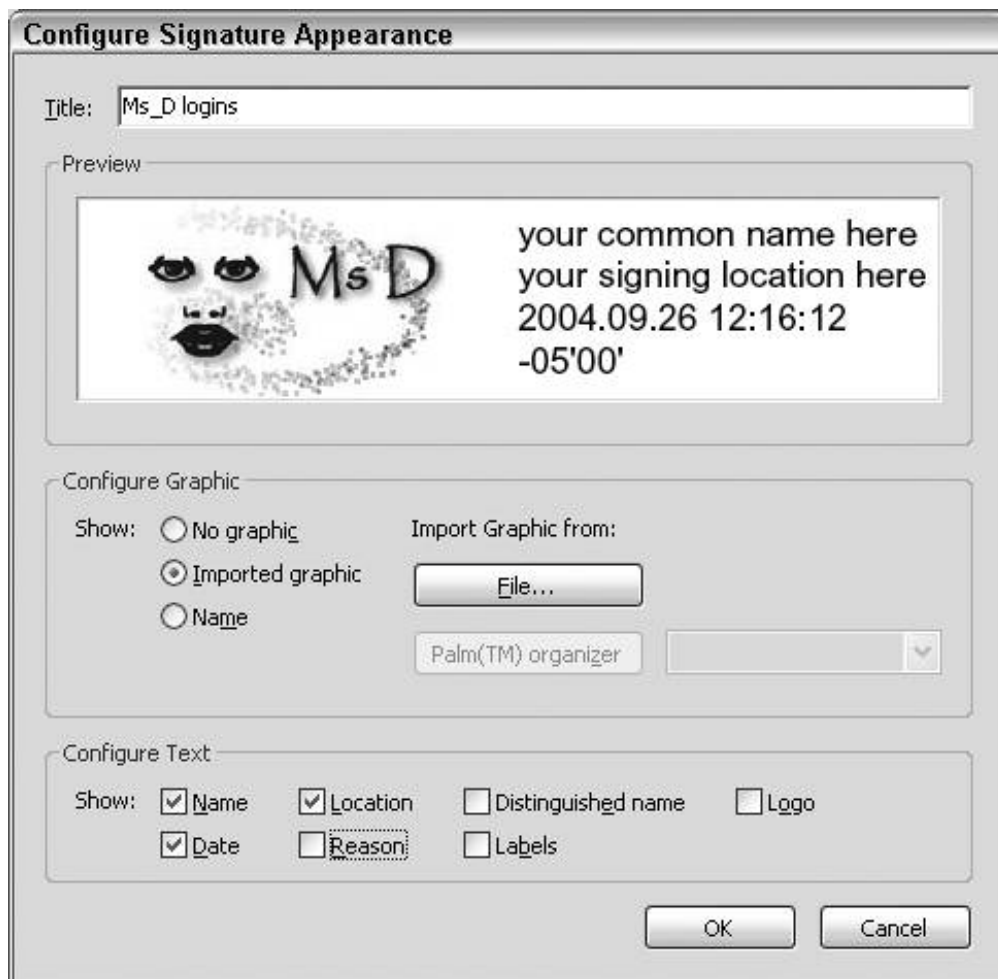 Configure Signature Appearance
Title: Ms_D logins
Preview
Ms D
your common name here
your signing location here
2004.09.26 12:16:12
-05'00'
Configure Graphic
Show: No graphic Import Graphic from:
Imported graphic File...
Name
Palm(TM) organizer
Configure Text
Show: Name Location Distinguished name Logo
Date Reason Labels
OK Cancel